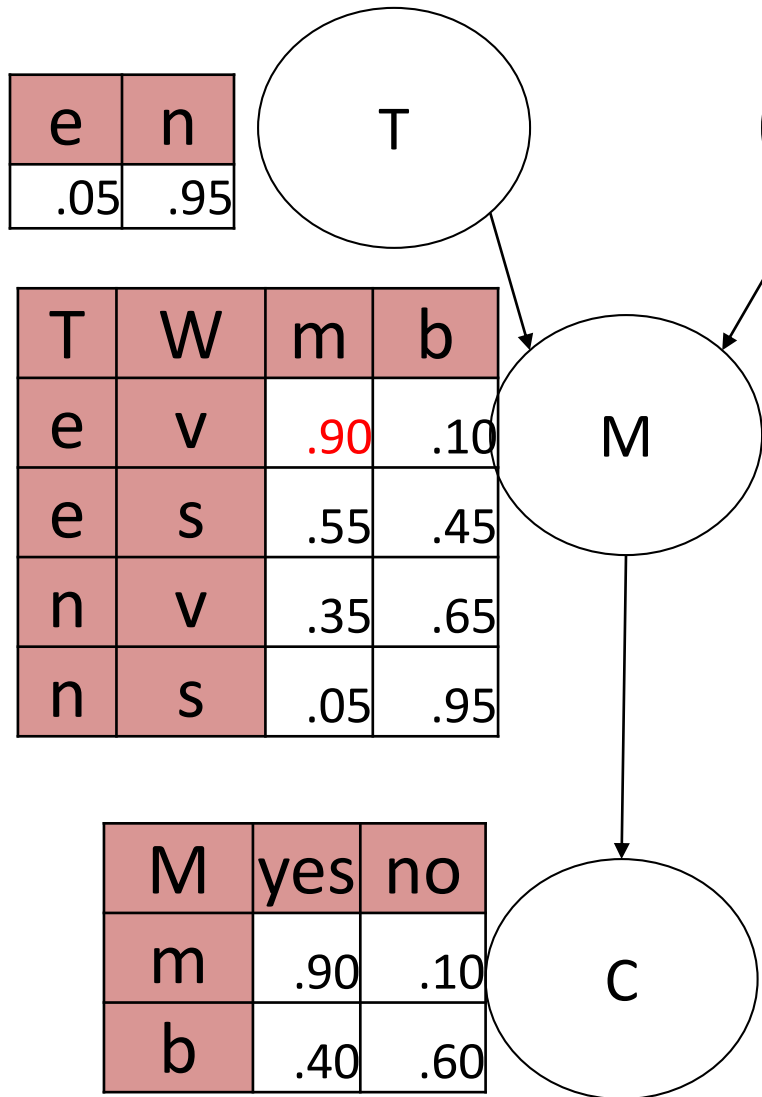 T
e n
.05 .95
T W m b
e v .90 .10
e s .55 .45
n v .35 .65
n s .05 .95
M
M yes no
m .90 .10
b .40 .60
C